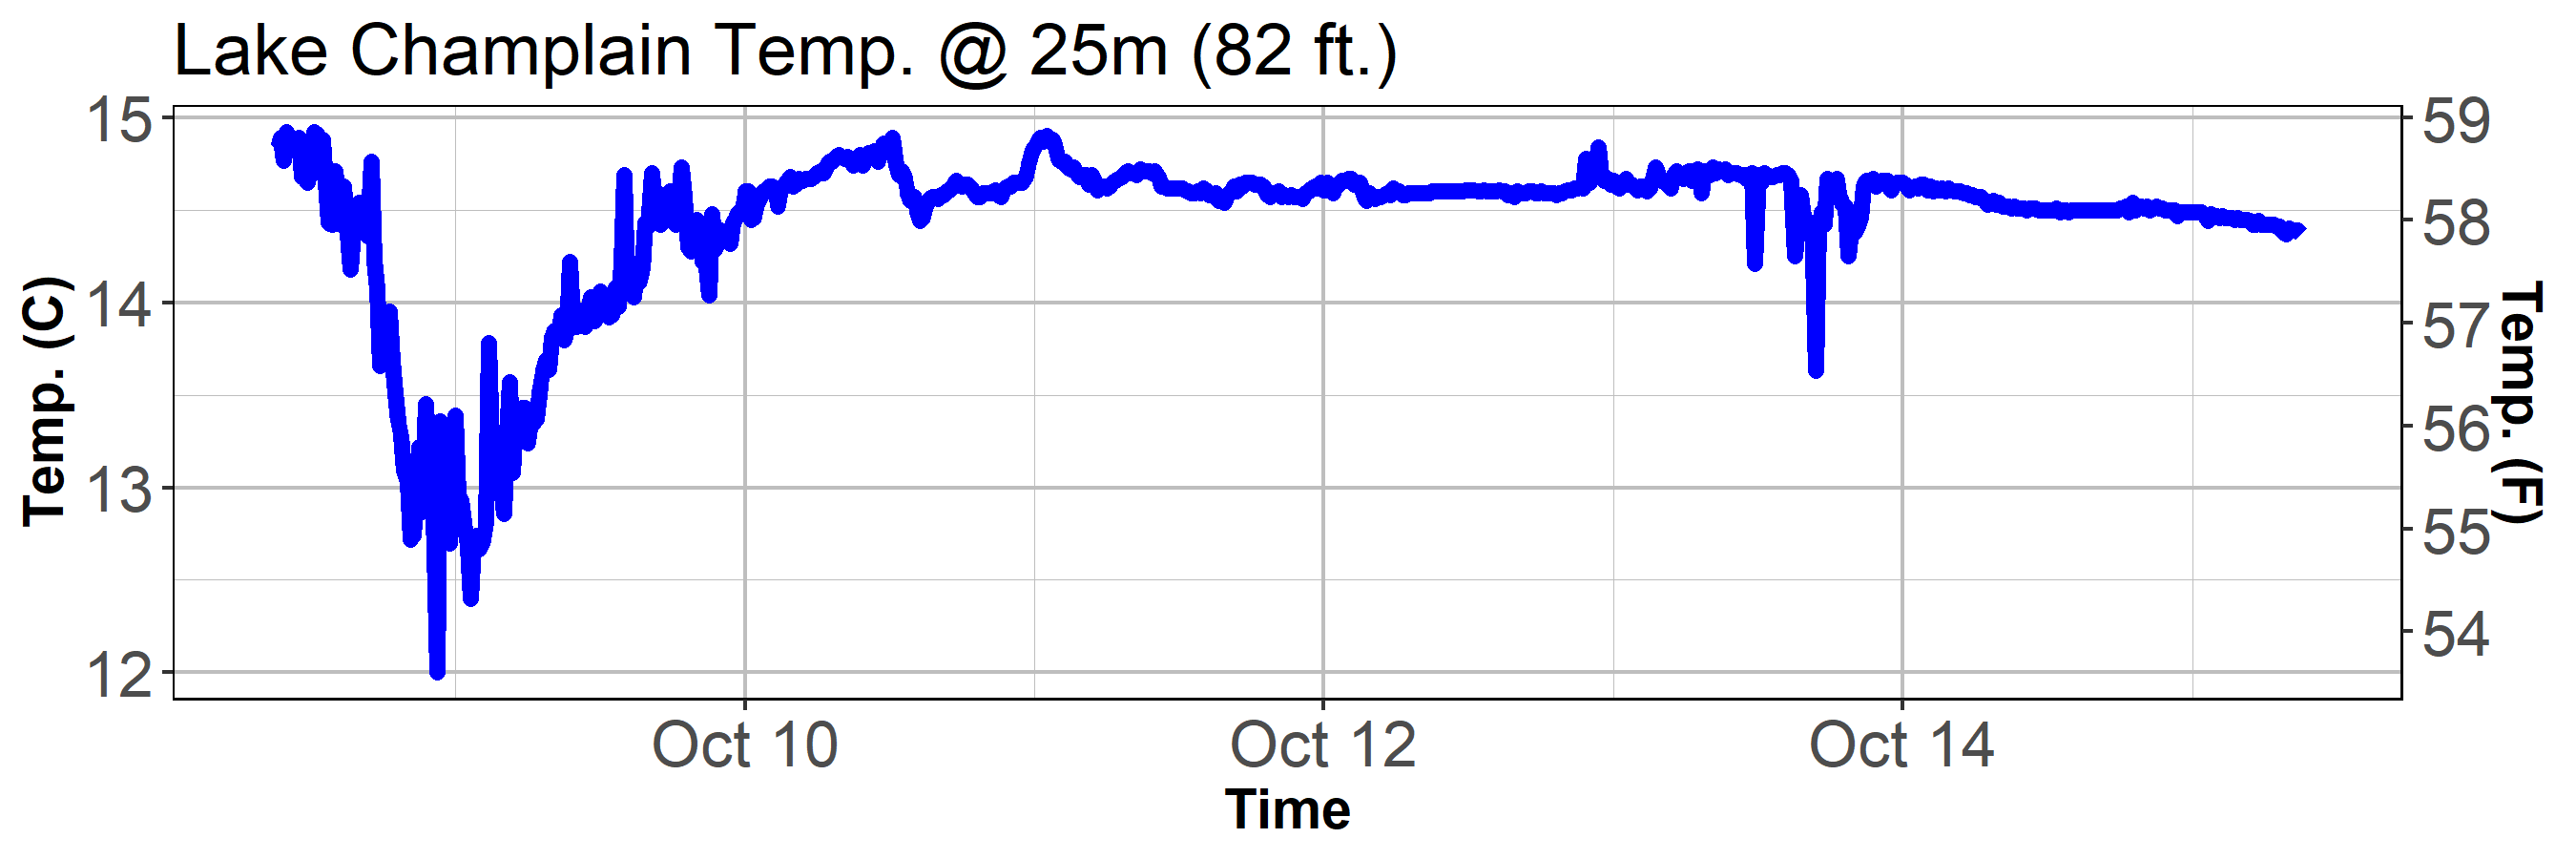 Lake Champlain Temp. @ 25m (82 ft.)
Temp. (C)
15
14
13
12
59
58
57
56
55
54
Temp. (F)
Oct 10
Oct 12
Oct 14
Time